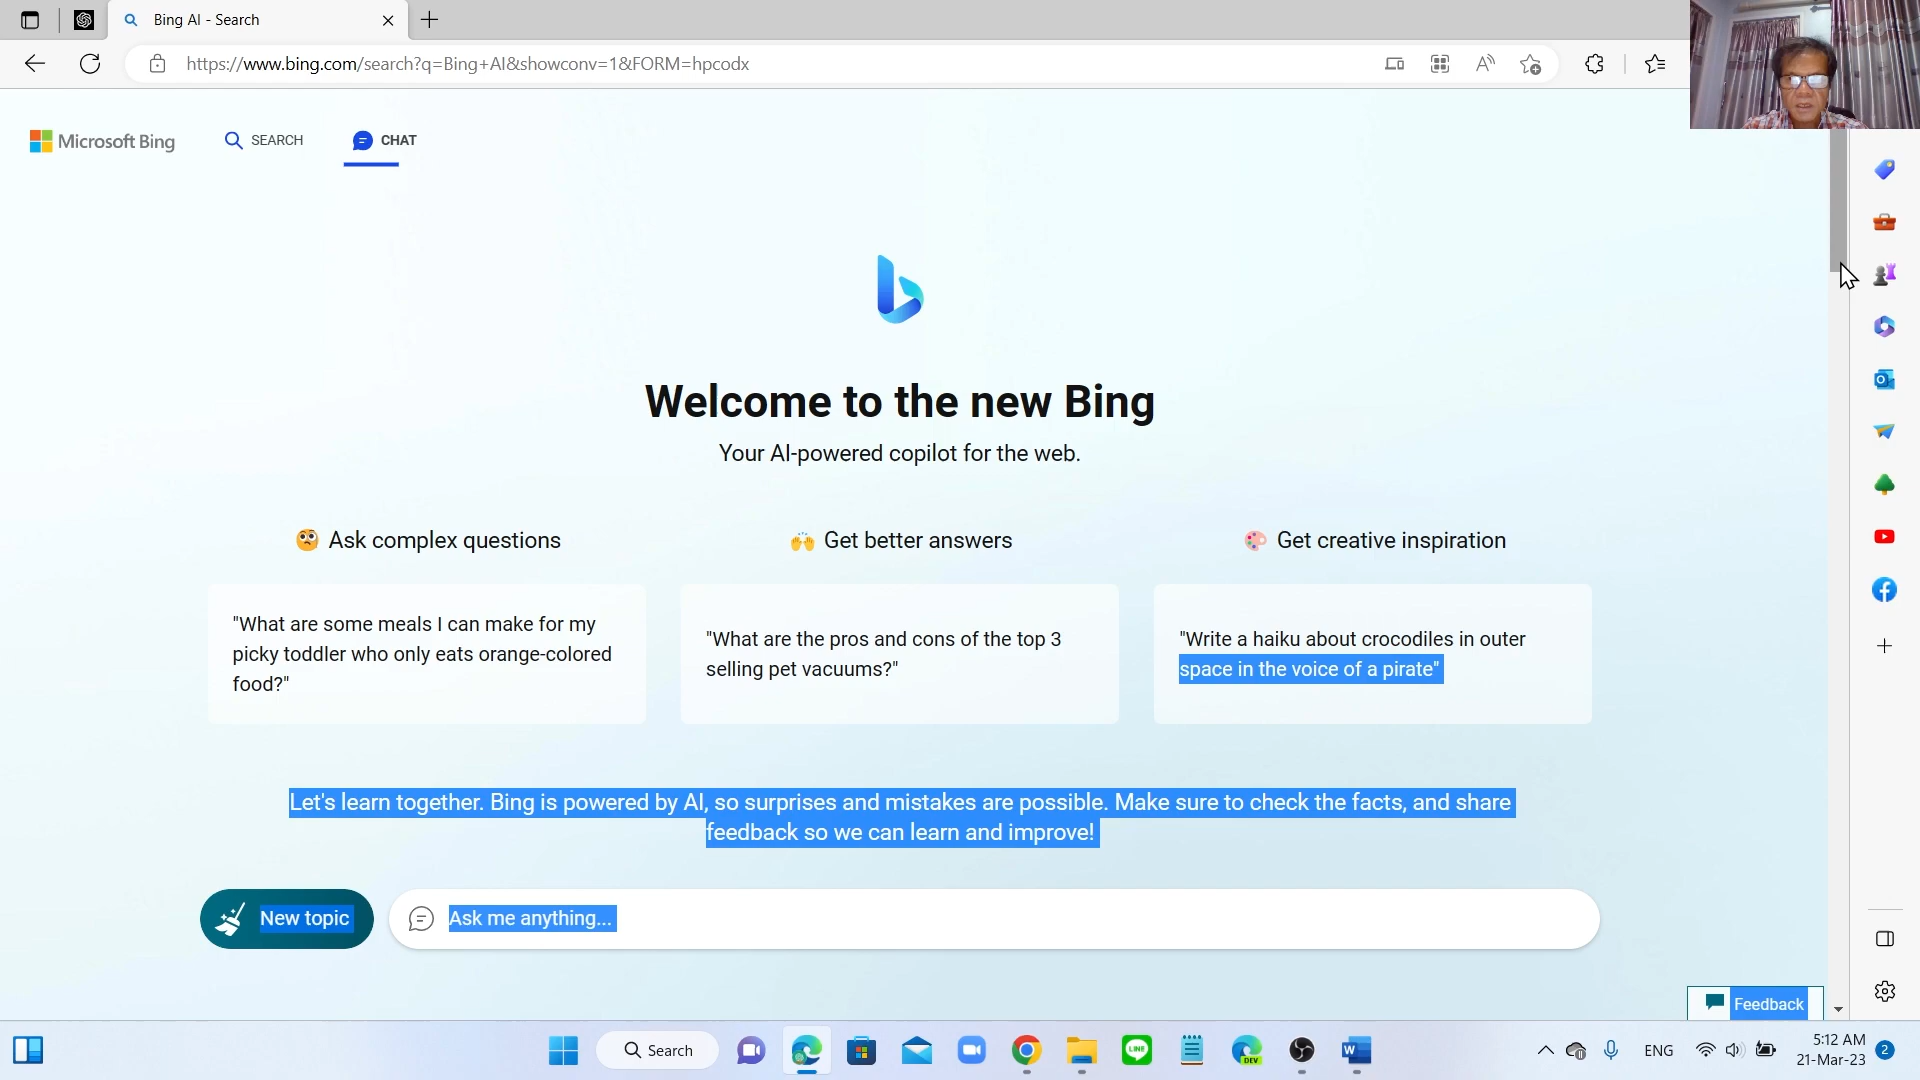 Bing AI - Search
https://www.bing.com/search?q=Bing+AI&showconv=1&FORM=hpcodx
Microsoft Bing
SEARCH
CHAT
Welcome to the new Bing
Your AI-powered copilot for the web.
Ask complex questions
Get better answers
Get creative inspiration
"What are some meals I can make for my
picky toddler who only eats orange-colored
food?"
"What are the pros and cons of the top 3
selling pet vacuums?"
"Write a haiku about crocodiles in outer
space in the voice of a pirate"
Let's learn together. Bing is powered by AI, so surprises and mistakes are possible. Make sure to check the facts, and share
feedback so we can learn and improve!
New topic
Ask me anything...
Feedback
Search
LINE
DEV
W
ENG
5:12 AM
21-Mar-23
2